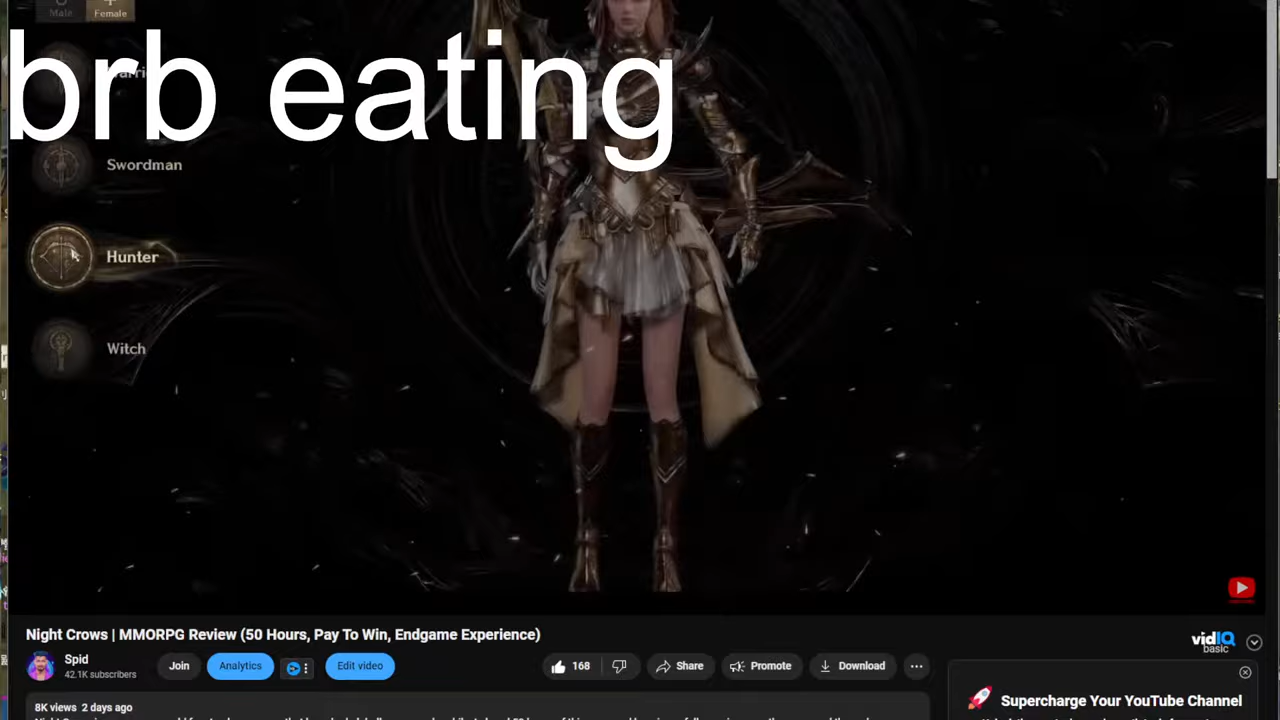 Male Female
brb eating
Swordman
Hunter
Witch
Night Crows | MMORPG Review (50 Hours, Pay To Win, Endgame Experience)
vidIQ
basic
Spid
42.1K subscribers
Join
Analytics
Edit video
168
Share
Promote
Download
8K views 2 days ago
Supercharge Your YouTube Channel